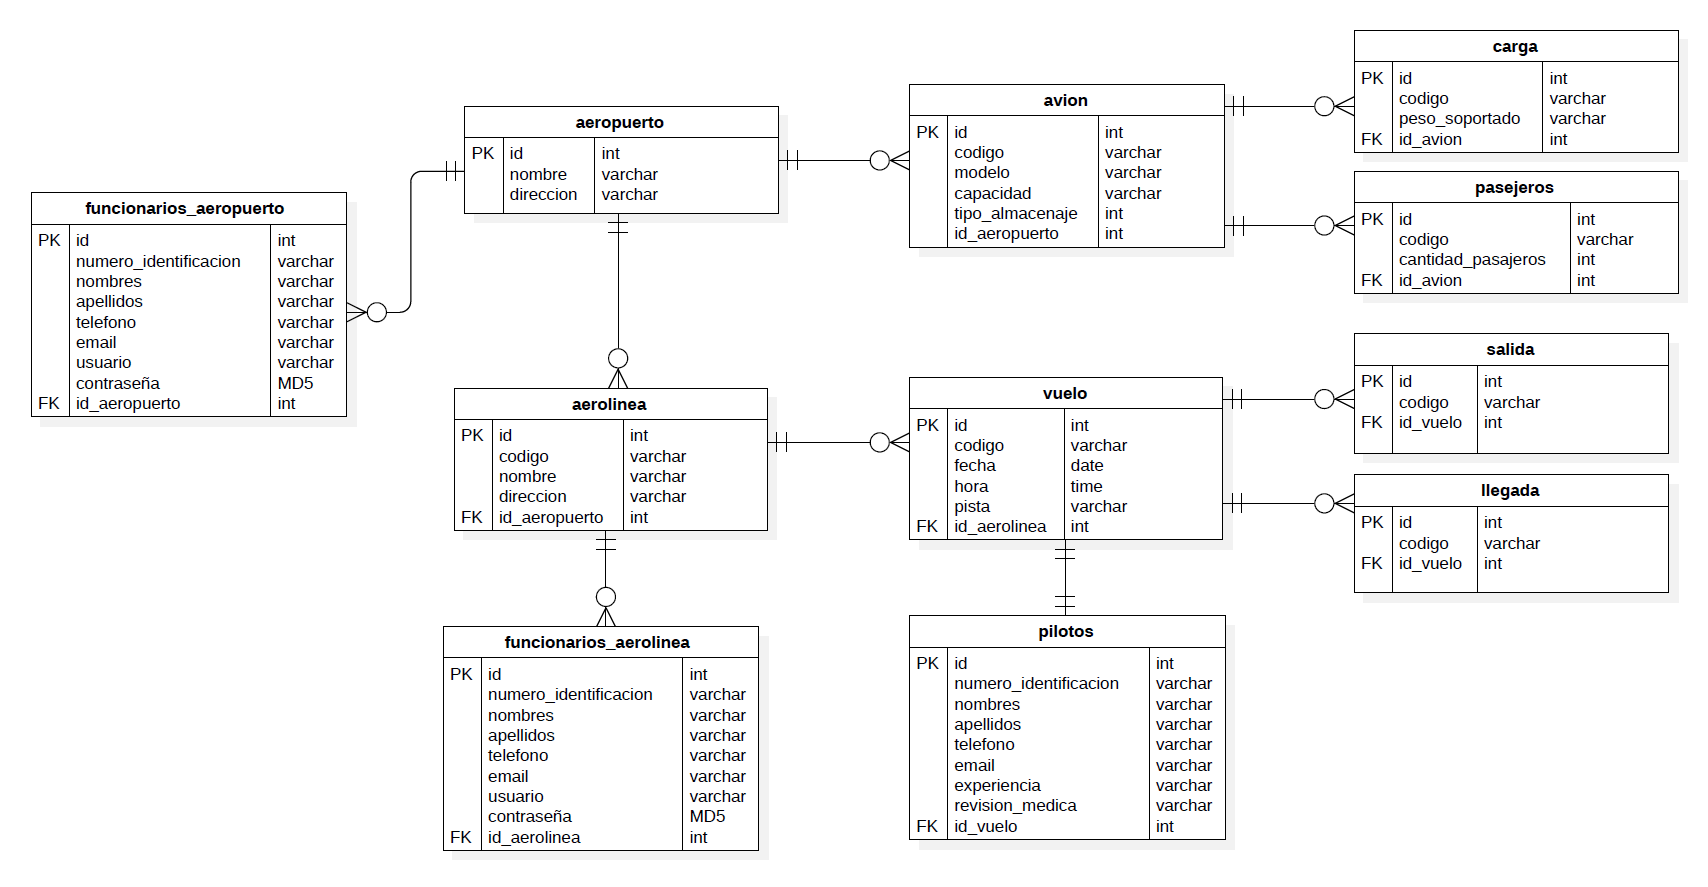 funcionarios_aeropuerto
PK id int
numero_identificacion varchar
nombres varchar
apellidos varchar
telefono varchar
email varchar
usuario varchar
contraseña MD5
FK id_aeropuerto int
aeropuerto
PK id int
nombre varchar
direccion varchar
aerolinea
PK id int
codigo varchar
nombre varchar
direccion varchar
FK id_aeropuerto int
funcionarios_aerolinea
PK id int
numero_identificacion varchar
nombres varchar
apellidos varchar
telefono varchar
email varchar
usuario varchar
contraseña MD5
FK id_aerolinea int
avion
PK id int
codigo varchar
modelo varchar
capacidad varchar
tipo_almacenaje int
id_aeropuerto int
vuelo
PK id int
codigo varchar
fecha date
hora time
pista varchar
FK id_aerolinea int
pilotos
PK id int
numero_identificacion varchar
nombres varchar
apellidos varchar
telefono varchar
email varchar
experiencia varchar
revision_medica varchar
FK id_vuelo int
carga
PK id int
codigo varchar
peso_soportado varchar
FK id_avion int
pasejeros
PK id int
codigo varchar
cantidad_pasajeros int
FK id_avion int
salida
PK id int
codigo varchar
FK id_vuelo int
llegada
PK id int
codigo varchar
FK id_vuelo int